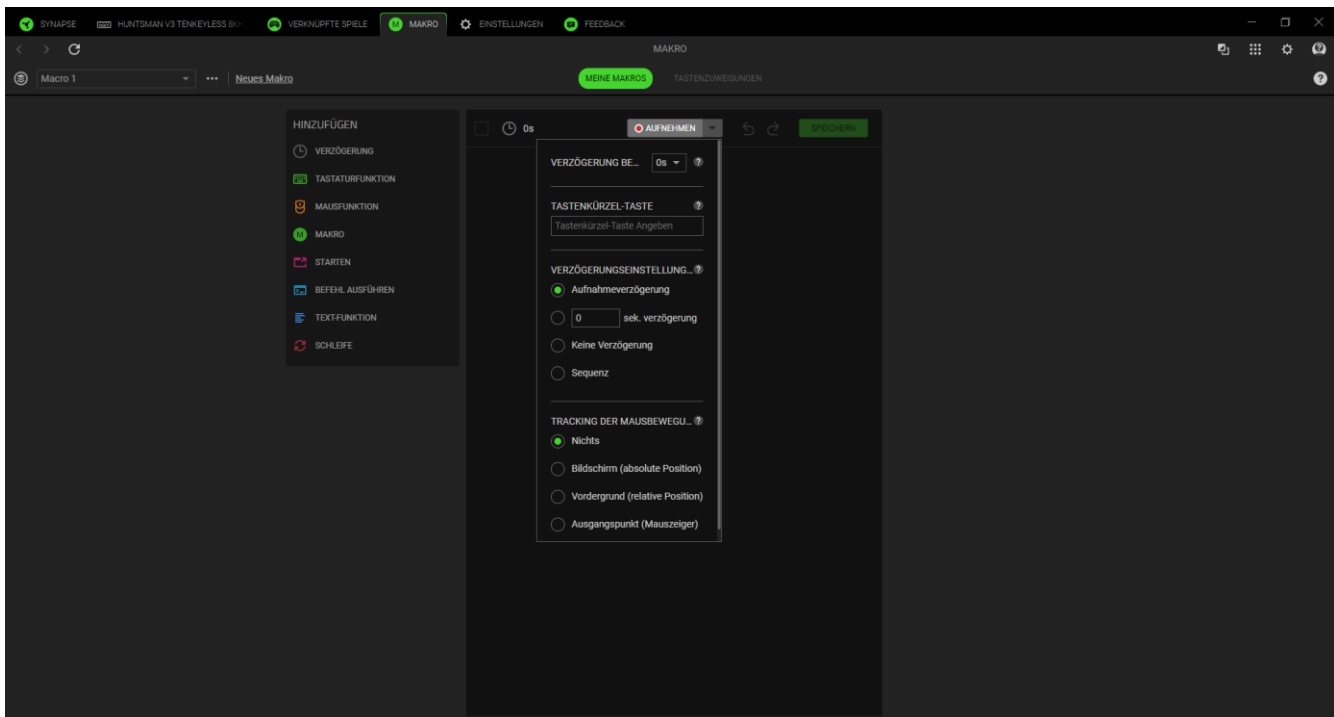 SYNAPSE HUNTSMAN V3 TENKEYLESS 8KH VERKNÜPFTE SPIELE M MAKRO EINSTELLUNGEN FEEDBACK
MAKRO
Macro 1 Neues Makro MEINE MAKROS TASTENZUWEISUNGEN
HINZUFÜGEN
VERZÖGERUNG
TASTATURFUNKTION
MAUSFUNKTION
M MAKRO
STARTEN
BEFEHL AUSFÜHREN
TEXT-FUNKTION
SCHLEIFE
0s AUFNEHMEN SPEICHERN
VERZÖGERUNG BE... 0s ?
TASTENKÜRZEL-TASTE ?
Tastenkürzel-Taste Angeben
VERZÖGERUNGSEINSTELLUNG... ?
Aufnahmeverzögerung
0 sek. verzögerung
Keine Verzögerung
Sequenz
TRACKING DER MAUSBEWEGU... ?
Nichts
Bildschirm (absolute Position)
Vordergrund (relative Position)
Ausgangspunkt (Mauszeiger)